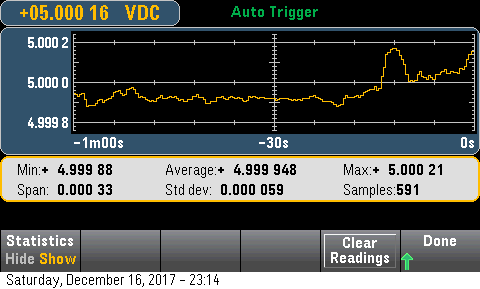 +05.000 16 VDC Auto Trigger
5.000 2
5.000 0
4.999 8
-1m00s -30s 0s
Min:+ 4.999 88 Average:+ 4.999 948 Max:+ 5.000 21
Span: 0.000 33 Std dev: 0.000 059 Samples:591
Statistics Clear Done
Hide Show Readings
Saturday, December 16, 2017 - 23:14